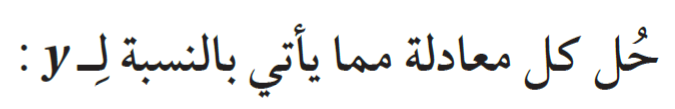 حُل كل معادلة مما يأتي بالنسبة لِـ y :